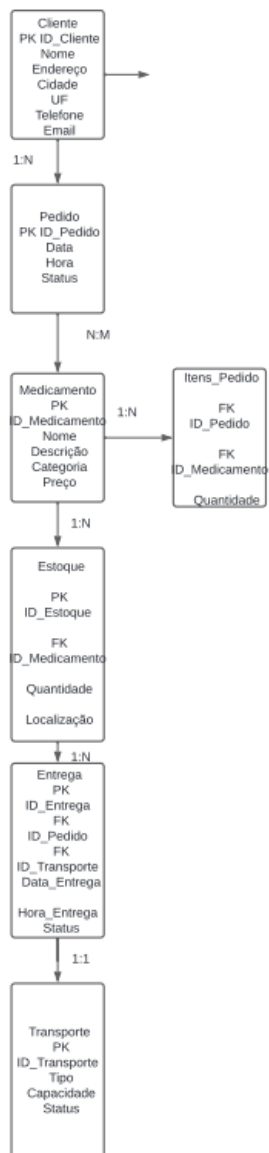 Cliente
PK ID_Cliente
Nome
Endereço
Cidade
UF
Telefone
Email
1:N
Pedido
PK ID_Pedido
Data
Hora
Status
N:M
Medicamento
PK
ID_Medicamento
Nome
Descrição
Categoria
Preço
1:N
Itens_Pedido
FK
ID_Pedido
FK
ID_Medicamento
Quantidade
1:N
Estoque
PK
ID_Estoque
FK
ID_Medicamento
Quantidade
Localização
1:N
Entrega
PK
ID_Entrega
FK
ID_Pedido
FK
ID_Transporte
Data_Entrega
Hora_Entrega
Status
1:1
Transporte
PK
ID_Transporte
Tipo
Capacidade
Status